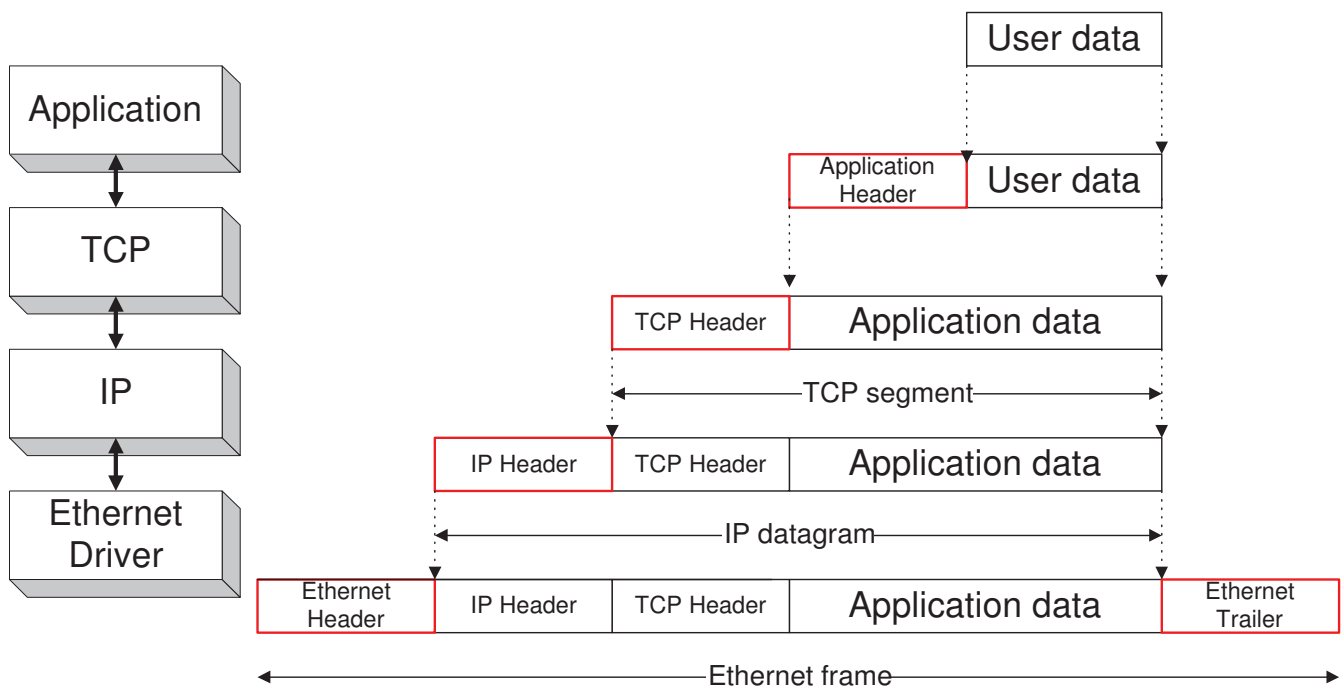 User data
Application
Application
Header
User data
TCP
TCP Header
Application data
TCP segment
IP
IP Header
TCP Header
Application data
Ethernet
Driver
IP datagram
Ethernet
Header
IP Header
TCP Header
Application data
Ethernet
Trailer
Ethernet frame